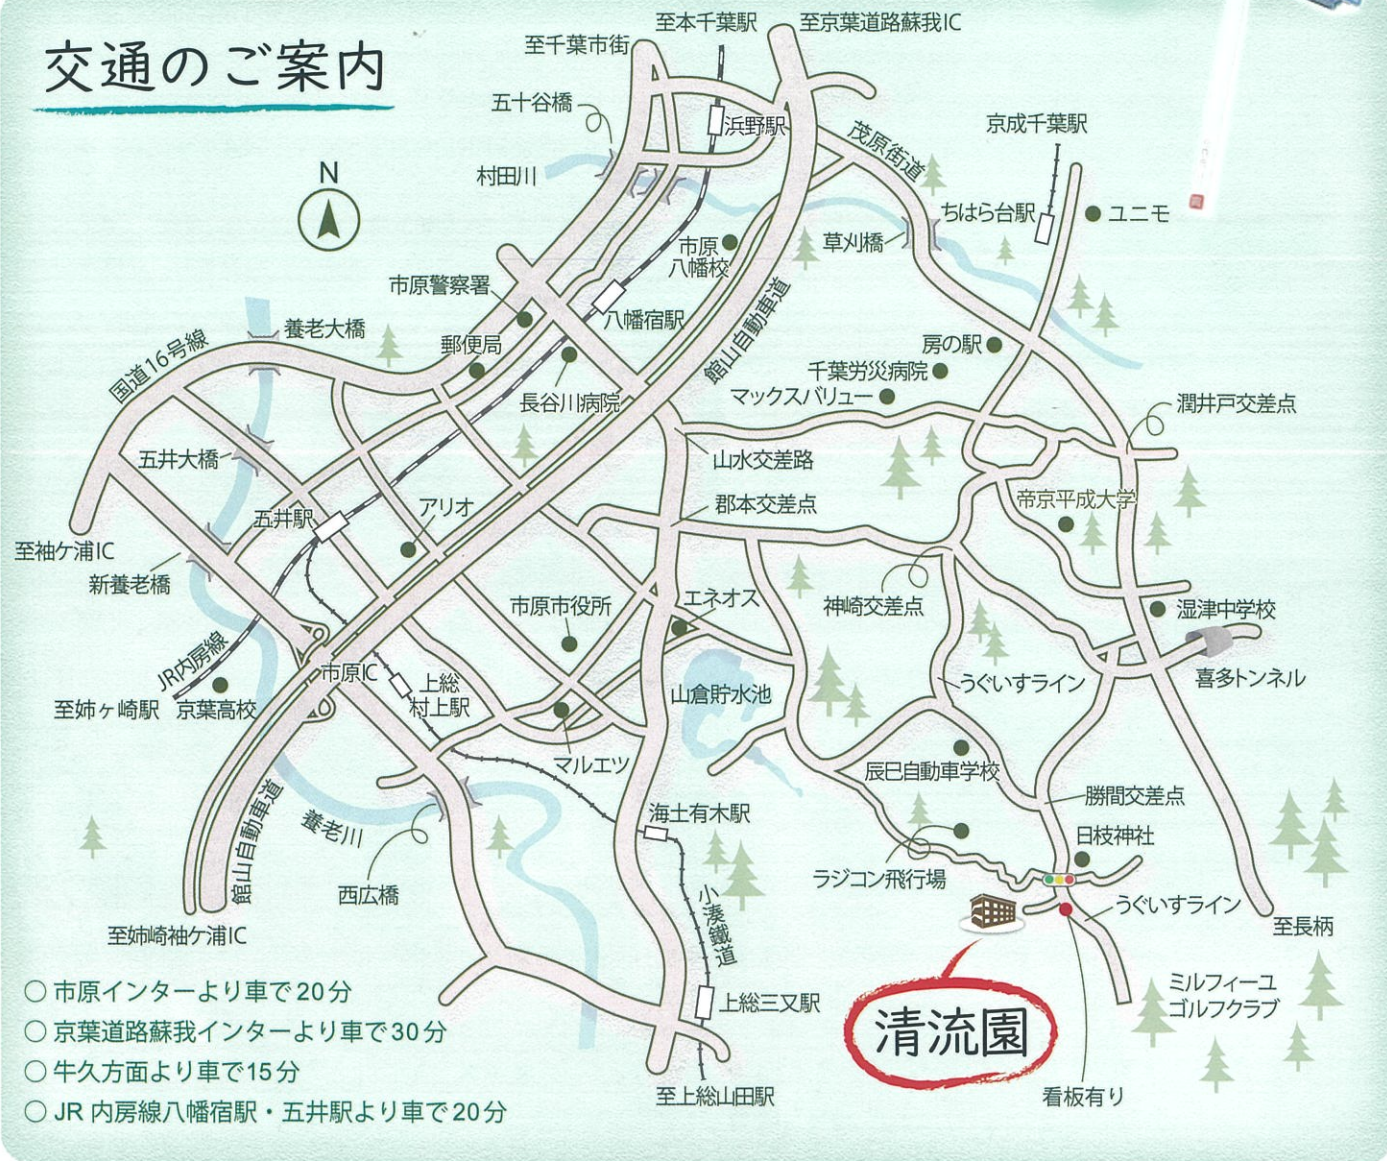 交通のご案内
至本千葉駅
至京葉道路蘇我IC
至千葉市街
五十谷橋
浜野駅
茂原街道
京成千葉駅
村田川
ちはら台駅
ユニモ
草刈橋
市原
八幡校
N
市原警察署
八幡宿駅
館山自動車道
養老大橋
国道16号線
郵便局
房の駅
千葉労災病院
マックスバリュー
長谷川病院
潤井戸交差点
五井大橋
山水交差路
アリオ
郡本交差点
帝京平成大学
五井駅
至袖ケ浦IC
新養老橋
市原市役所
エネオス
神崎交差点
湿津中学校
JR内房線
市原IC
上総
村上駅
山倉貯水池
うぐいすライン
喜多トンネル
至姉ヶ崎駅
京葉高校
マルエツ
辰巳自動車学校
勝間交差点
海士有木駅
養老川
館山自動車道
日枝神社
西広橋
ラジコン飛行場
小湊鐵道
うぐいすライン
至長柄
至姉崎袖ケ浦IC
ミルフィーユ
ゴルフクラブ
上総三又駅
清流園
至上総山田駅
看板有り
○ 市原インターより車で20分
○ 京葉道路蘇我インターより車で30分
○ 牛久方面より車で15分
○ JR 内房線八幡宿駅・五井駅より車で20分